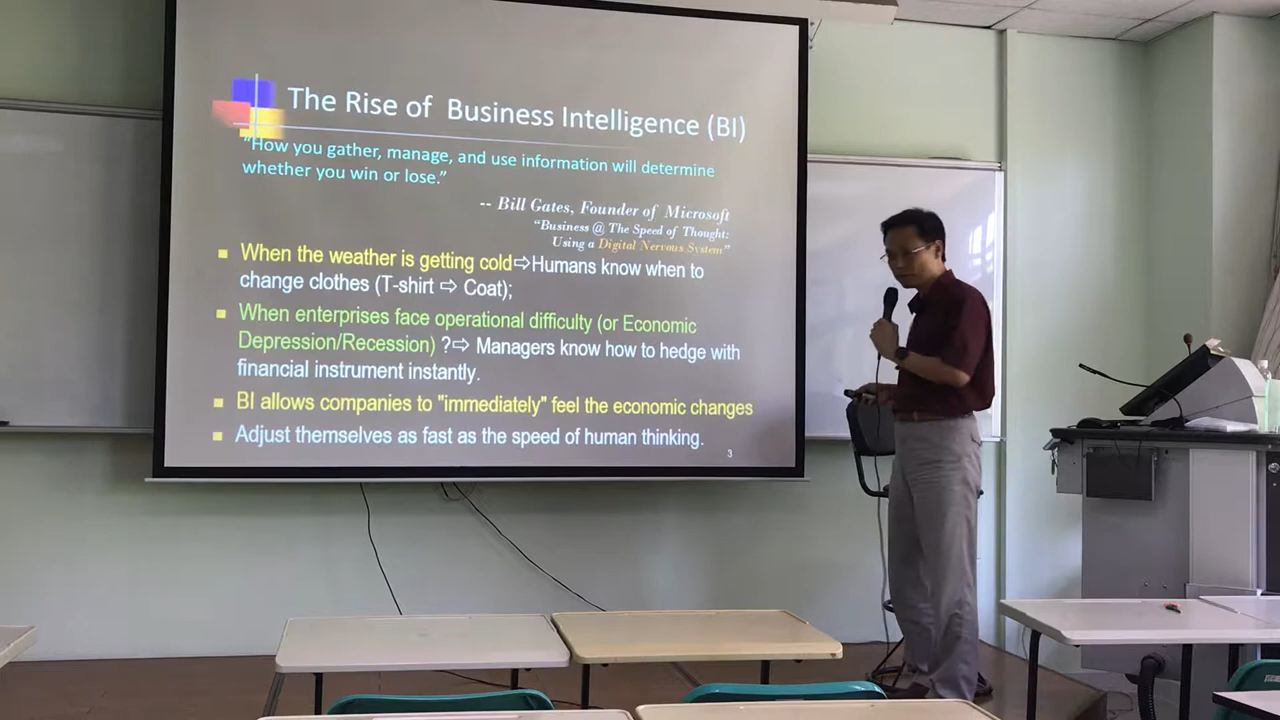 The Rise of Business Intelligence (BI)
"How you gather, manage, and use information will determine
whether you win or lose."
-- Bill Gates, Founder of Microsoft
"Business @ The Speed of Thought:
Using a Digital Nervous System"
When the weather is getting cold⇨Humans know when to
change clothes (T-shirt ⇨ Coat);
When enterprises face operational difficulty (or Economic
Depression/Recession) ?⇨ Managers know how to hedge with
financial instrument instantly.
BI allows companies to "immediately" feel the economic changes
Adjust themselves as fast as the speed of human thinking.
3